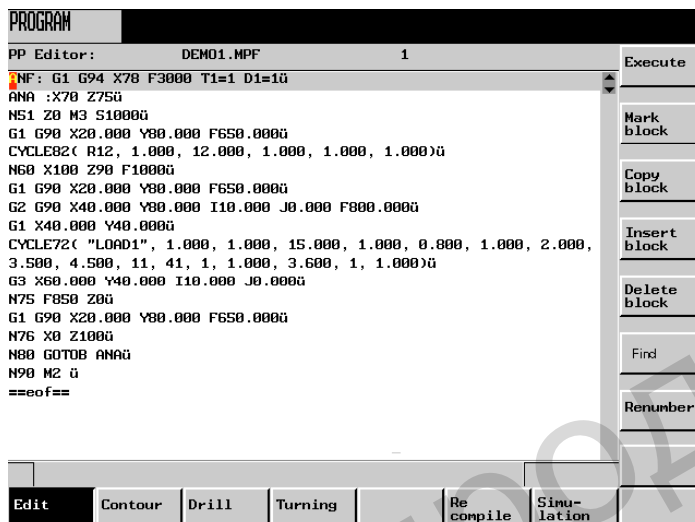 PROGRAM
PP Editor: DEMO1.MPF 1
ANF: G1 G94 X78 F3000 T1=1 D1=1ü
ANA :X70 Z75ü
N51 Z0 M3 S1000ü
G1 G90 X20.000 Y80.000 F650.000ü
CYCLE82( R12, 1.000, 12.000, 1.000, 1.000, 1.000)ü
N60 X100 Z90 F1000ü
G1 G90 X20.000 Y80.000 F650.000ü
G2 G90 X40.000 Y80.000 I10.000 J0.000 F800.000ü
G1 X40.000 Y40.000ü
CYCLE72( "LOAD1", 1.000, 1.000, 15.000, 1.000, 0.800, 1.000, 2.000,
3.500, 4.500, 11, 41, 1, 1.000, 3.600, 1, 1.000)ü
G3 X60.000 Y40.000 I10.000 J0.000ü
N75 F850 Z0ü
G1 G90 X20.000 Y80.000 F650.000ü
N76 X0 Z100ü
N80 GOTOB ANAü
N90 M2 ü
==eof==
Execute
Mark
block
Copy
block
Insert
block
Delete
block
Find
Renumber
Edit
Contour
Drill
Turning
Re
compile
Simu-
lation